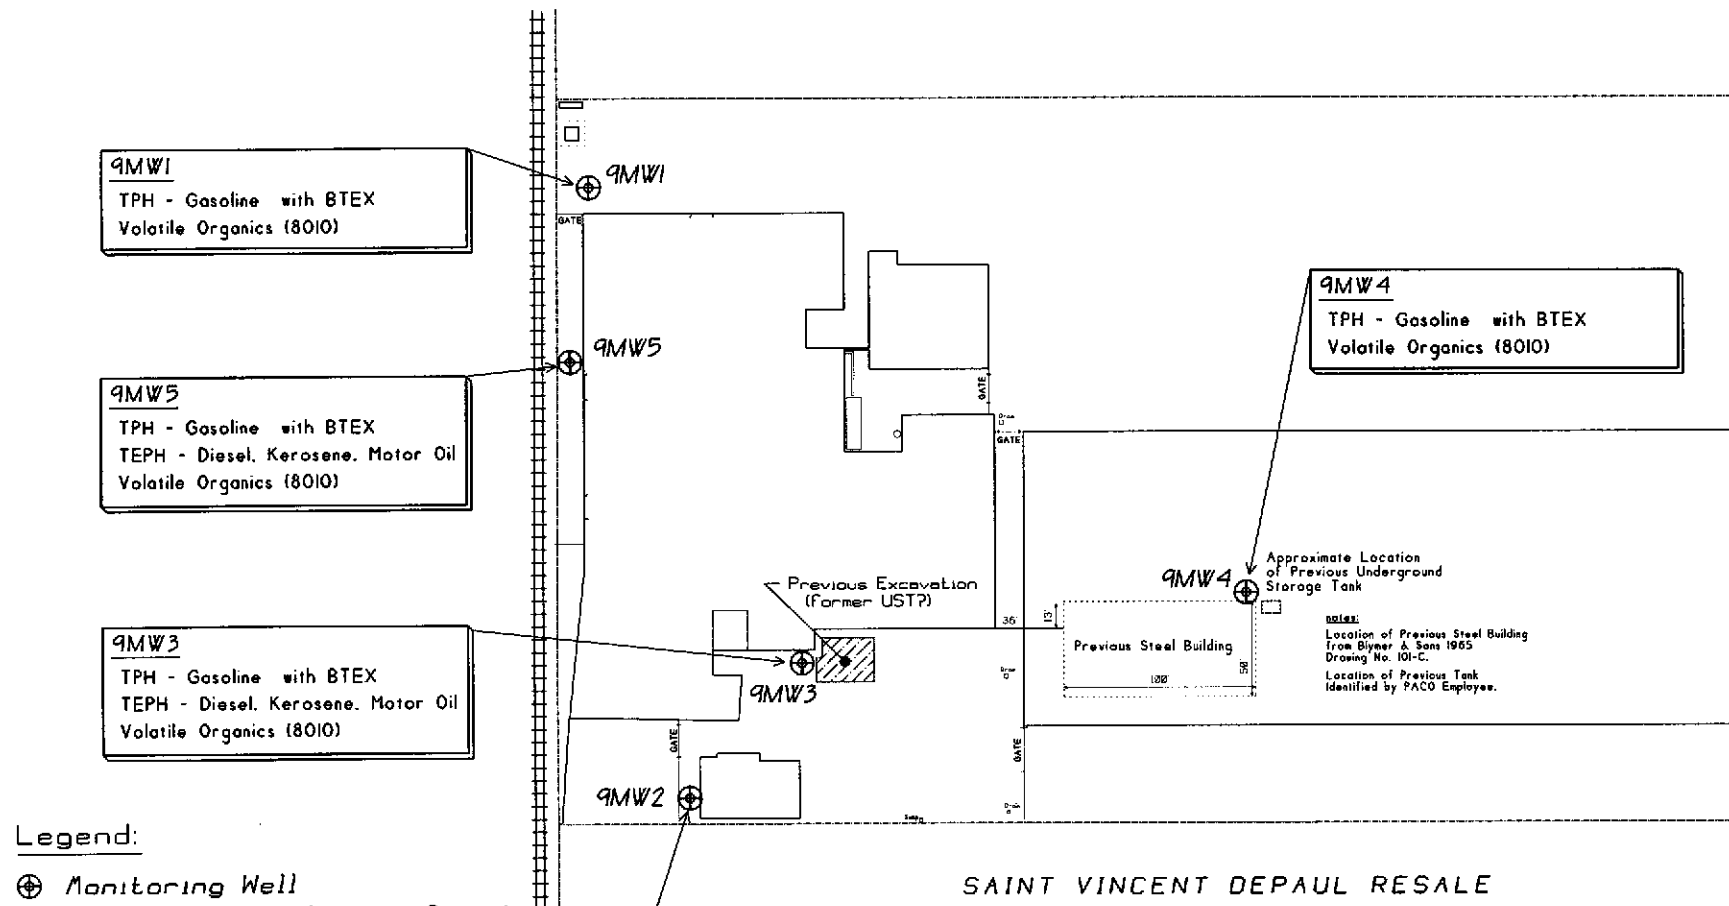 9MW1
TPH - Gasoline with BTEX
Volatile Organics (8010)
9MW1
GATE
9MW5
9MW5
TPH - Gasoline with BTEX
TEPH - Diesel. Kerosene. Motor Oil
Volatile Organics (8010)
9MW4
TPH - Gasoline with BTEX
Volatile Organics (8010)
GATE
GATE
9MW4
Approximate Location
of Previous Underground
Storage Tank
Previous Excavation
(Former UST?)
36'
13'
9MW3
TPH - Gasoline with BTEX
TEPH - Diesel. Kerosene. Motor Oil
Volatile Organics (8010)
9MW3
Previous Steel Building
100'
50'
notes:
Location of Previous Steel Building
from Blymer & Sons 1965
Drawing No. 101-C.
Location of Previous Tank
Identified by PACO Employee.
GATE
GATE
9MW2
Legend:
Monitoring Well
SAINT VINCENT DEPAUL RESALE